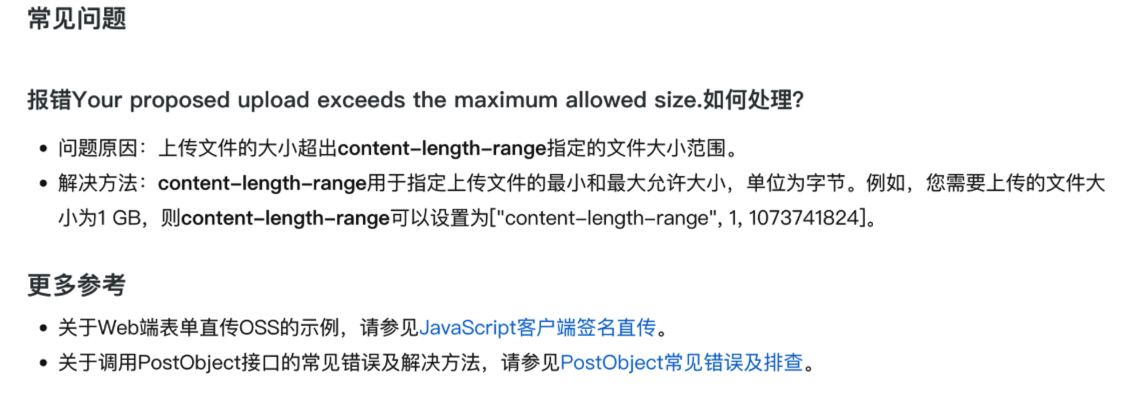 常见问题
报错Your proposed upload exceeds the maximum allowed size.如何处理?
• 问题原因：上传文件的大小超出content-length-range指定的文件大小范围。
• 解决方法：content-length-range用于指定上传文件的最小和最大允许大小，单位为字节。例如，您需要上传的文件大
小为1 GB，则content-length-range可以设置为["content-length-range", 1, 1073741824]。
更多参考
• 关于Web端表单直传OSS的示例，请参见JavaScript客户端签名直传。
• 关于调用PostObject接口的常见错误及解决方法，请参见PostObject常见错误及排查。